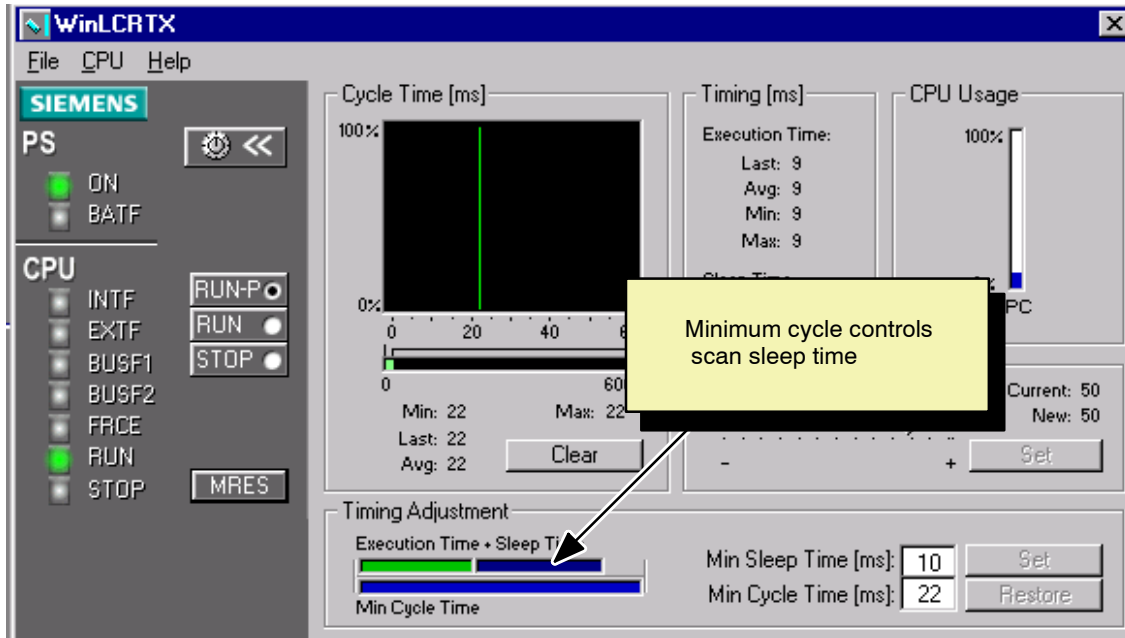 WinLCRTX
File CPU Help
SIEMENS
PS
ON
BATF
CPU
INTF
EXTF
BUSF1
BUSF2
FRCE
RUN
STOP
RUN-P
RUN
STOP
MRES
Cycle Time [ms]
100%
0%
0 20 40
0
Min: 22 Max: 22
Last: 22
Avg: 22
Clear
Timing [ms]
Execution Time:
Last: 9
Avg: 9
Min: 9
Max: 9
CPU Usage
100%
PC
Minimum cycle controls
scan sleep time
Current: 50
New: 50
- +
Set
Timing Adjustment
Execution Time + Sleep
Min Cycle Time
Min Sleep Time [ms]: 10 Set
Min Cycle Time [ms]: 22 Restore